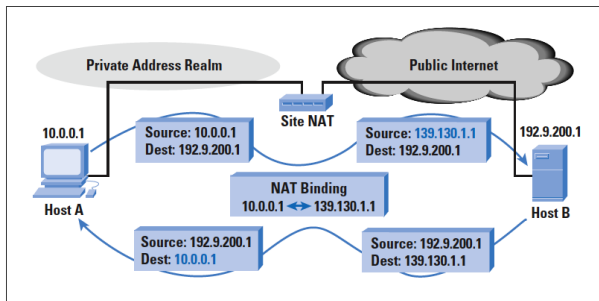 Private Address Realm
Public Internet
Site NAT
10.0.0.1
Source: 10.0.0.1
Dest: 192.9.200.1
Source: 139.130.1.1
Dest: 192.9.200.1
192.9.200.1
Host A
NAT Binding
10.0.0.1 ↔ 139.130.1.1
Host B
Source: 192.9.200.1
Dest: 10.0.0.1
Source: 192.9.200.1
Dest: 139.130.1.1